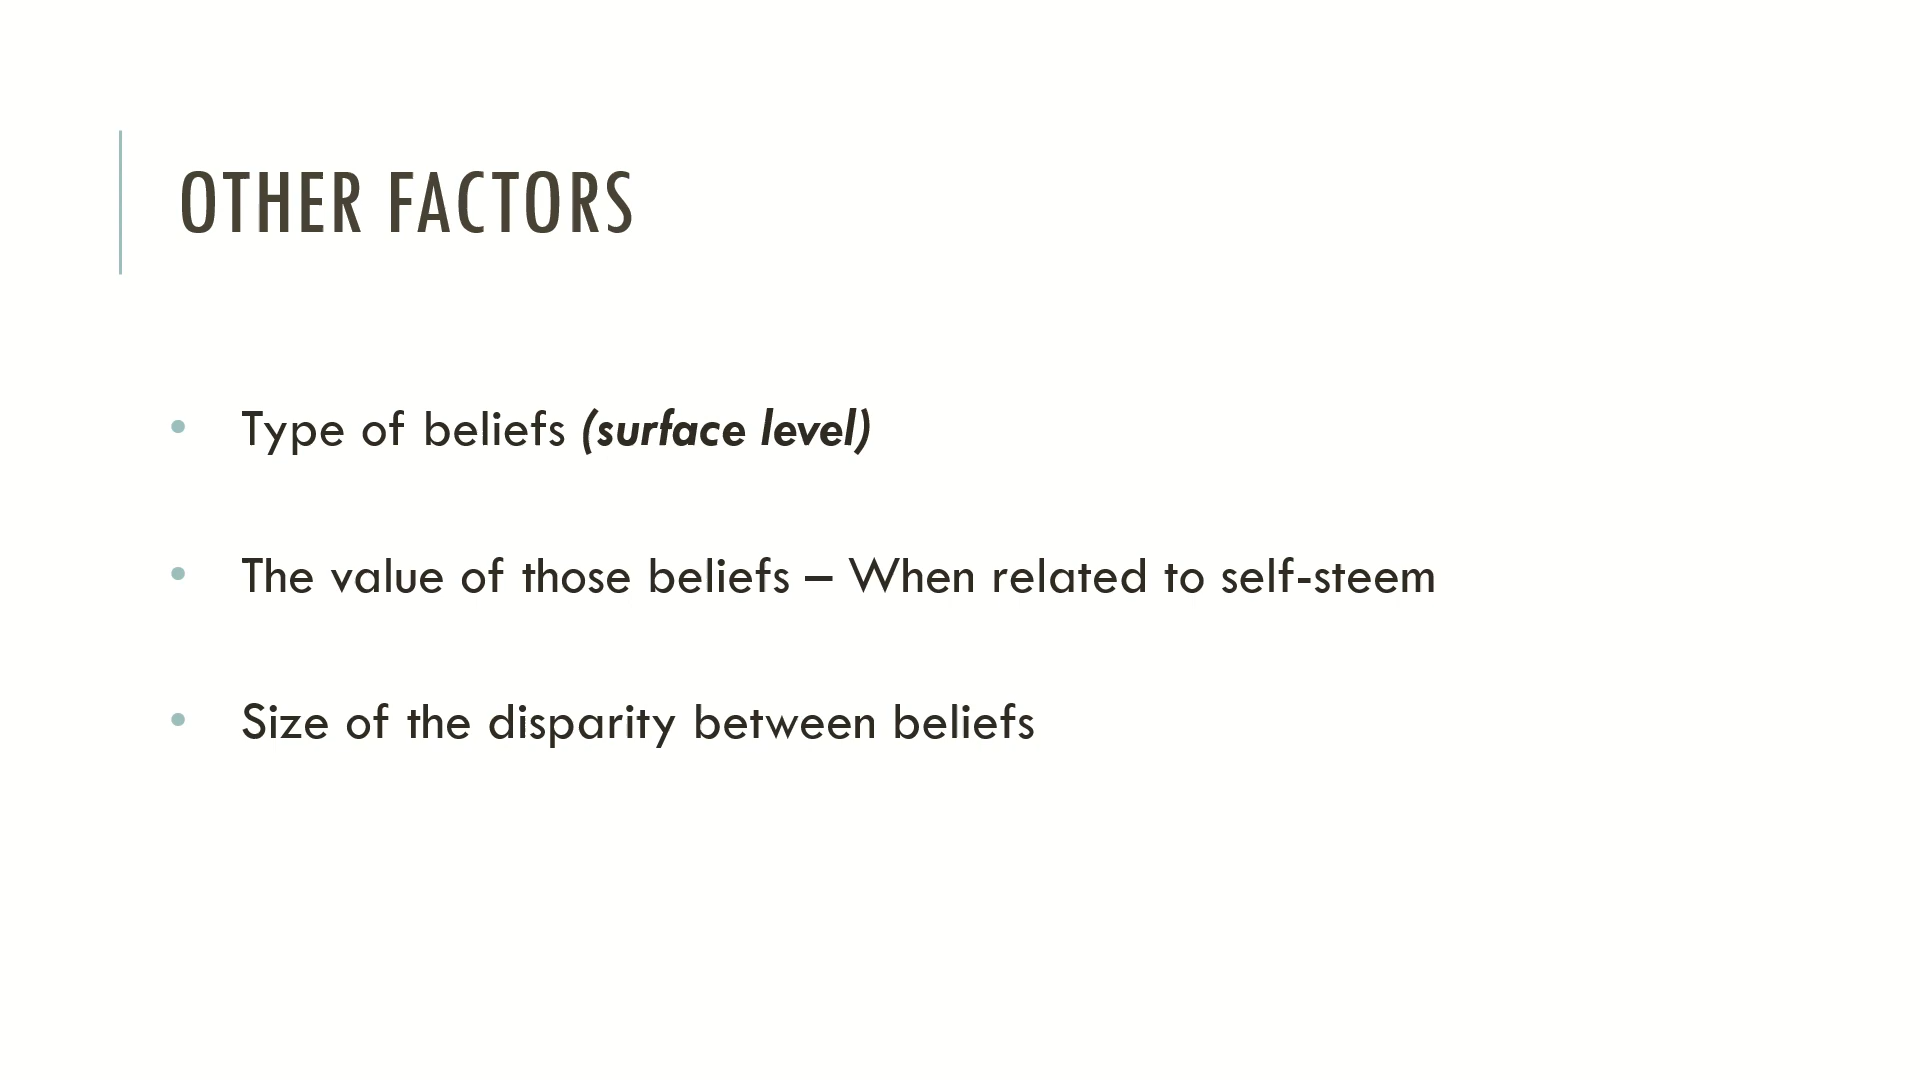 OTHER FACTORS
• Type of beliefs (surface level)
• The value of those beliefs – When related to self-steem
• Size of the disparity between beliefs